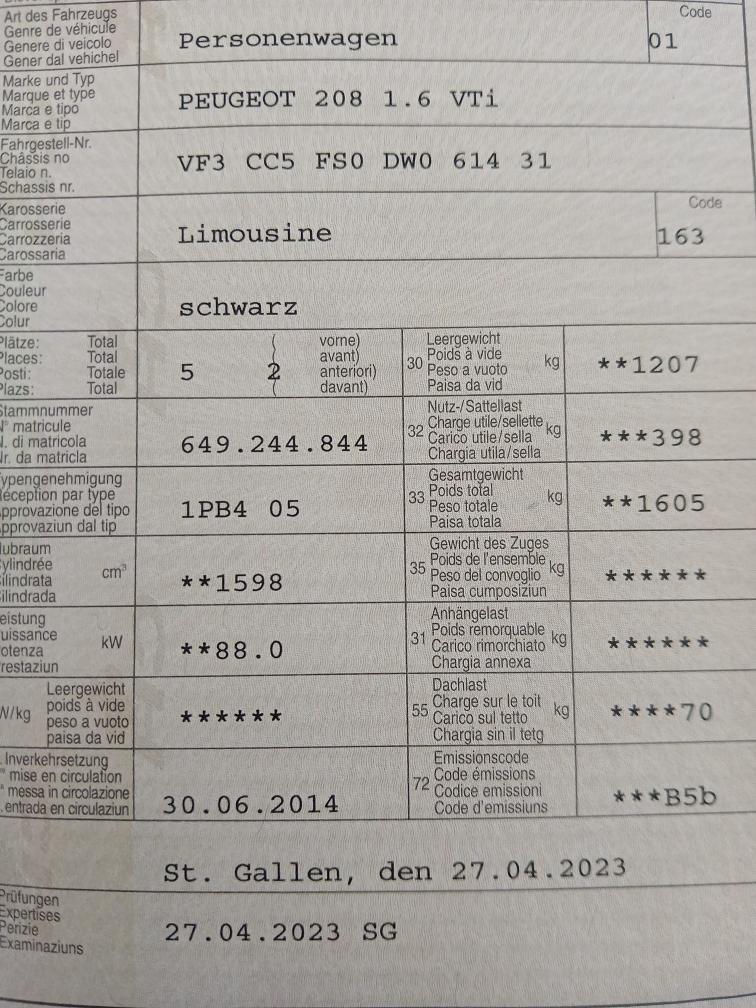 Art des Fahrzeugs
Genre de véhicule
Genere di veicolo
Gener dal vehichel
Personenwagen
Code
01
Marke und Typ
Marque et type
Marca e tipo
Marca e tip
PEUGEOT 208 1.6 VTi
Fahrgestell-Nr.
Châssis no
Telaio n.
Schassis nr.
VF3 CC5 FS0 DW0 614 31
Karosserie
Carrosserie
Carrozzeria
Carossaria
Limousine
Code
163
Farbe
Couleur
Colore
Colur
schwarz
Plätze: Total
Places: Total
Posti: Totale
Plazs: Total
5 2
vorne)
avant)
anteriori)
davant)
30
Leergewicht
Poids à vide
Peso a vuoto
Paisa da vid
kg
**1207
Stammnummer
N° matricule
N. di matricola
Nr. da matricla
649.244.844
32
Nutz-/Sattellast
Charge utile/sellette
Carico utile/sella
Chargia utila/sella
kg
***398
Typengenehmigung
Réception par type
Approvazione del tipo
Approvaziun dal tip
1PB4 05
33
Gesamtgewicht
Poids total
Peso totale
Paisa totala
kg
**1605
Hubraum
Cylindrée
Cilindrata
Cilindrada
cm³
**1598
35
Gewicht des Zuges
Poids de l'ensemble
Peso del convoglio
Paisa cumposiziun
kg
******
Leistung
Puissance
Potenza
Prestaziun
kW
**88.0
31
Anhängelast
Poids remorquable
Carico rimorchiato
Chargia annexa
kg
******
W/kg
Leergewicht
poids à vide
peso a vuoto
paisa da vid
******
55
Dachlast
Charge sur le toit
Carico sul tetto
Chargia sin il tetg
kg
****70
. Inverkehrsetzung
mise en circulation
messa in circolazione
. entrada en circulaziun
30.06.2014
72
Emissionscode
Code émissions
Codice emissioni
Code d'emissiuns
***B5b
St. Gallen, den 27.04.2023
Prüfungen
Expertises
Perizie
Examinaziuns
27.04.2023 SG